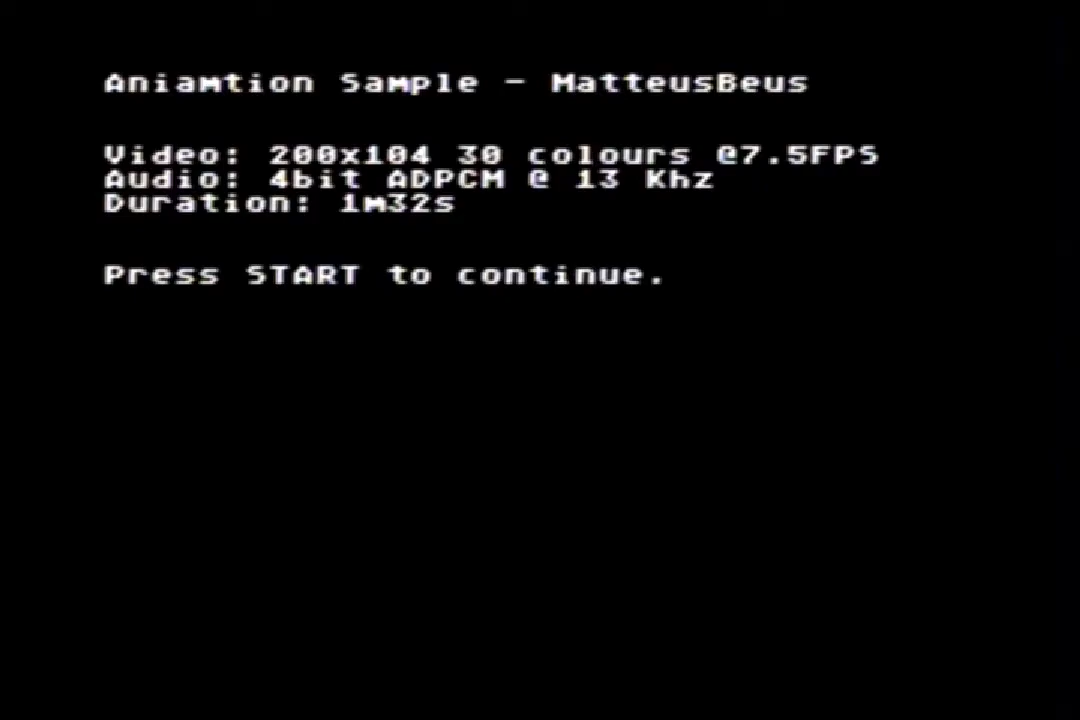 Aniamtion Sample - MatteusBeus
Video: 200x104 30 colours @7.5FPS
Audio: 4bit ADPCM @ 13 Khz
Duration: 1m32s
Press START to continue.